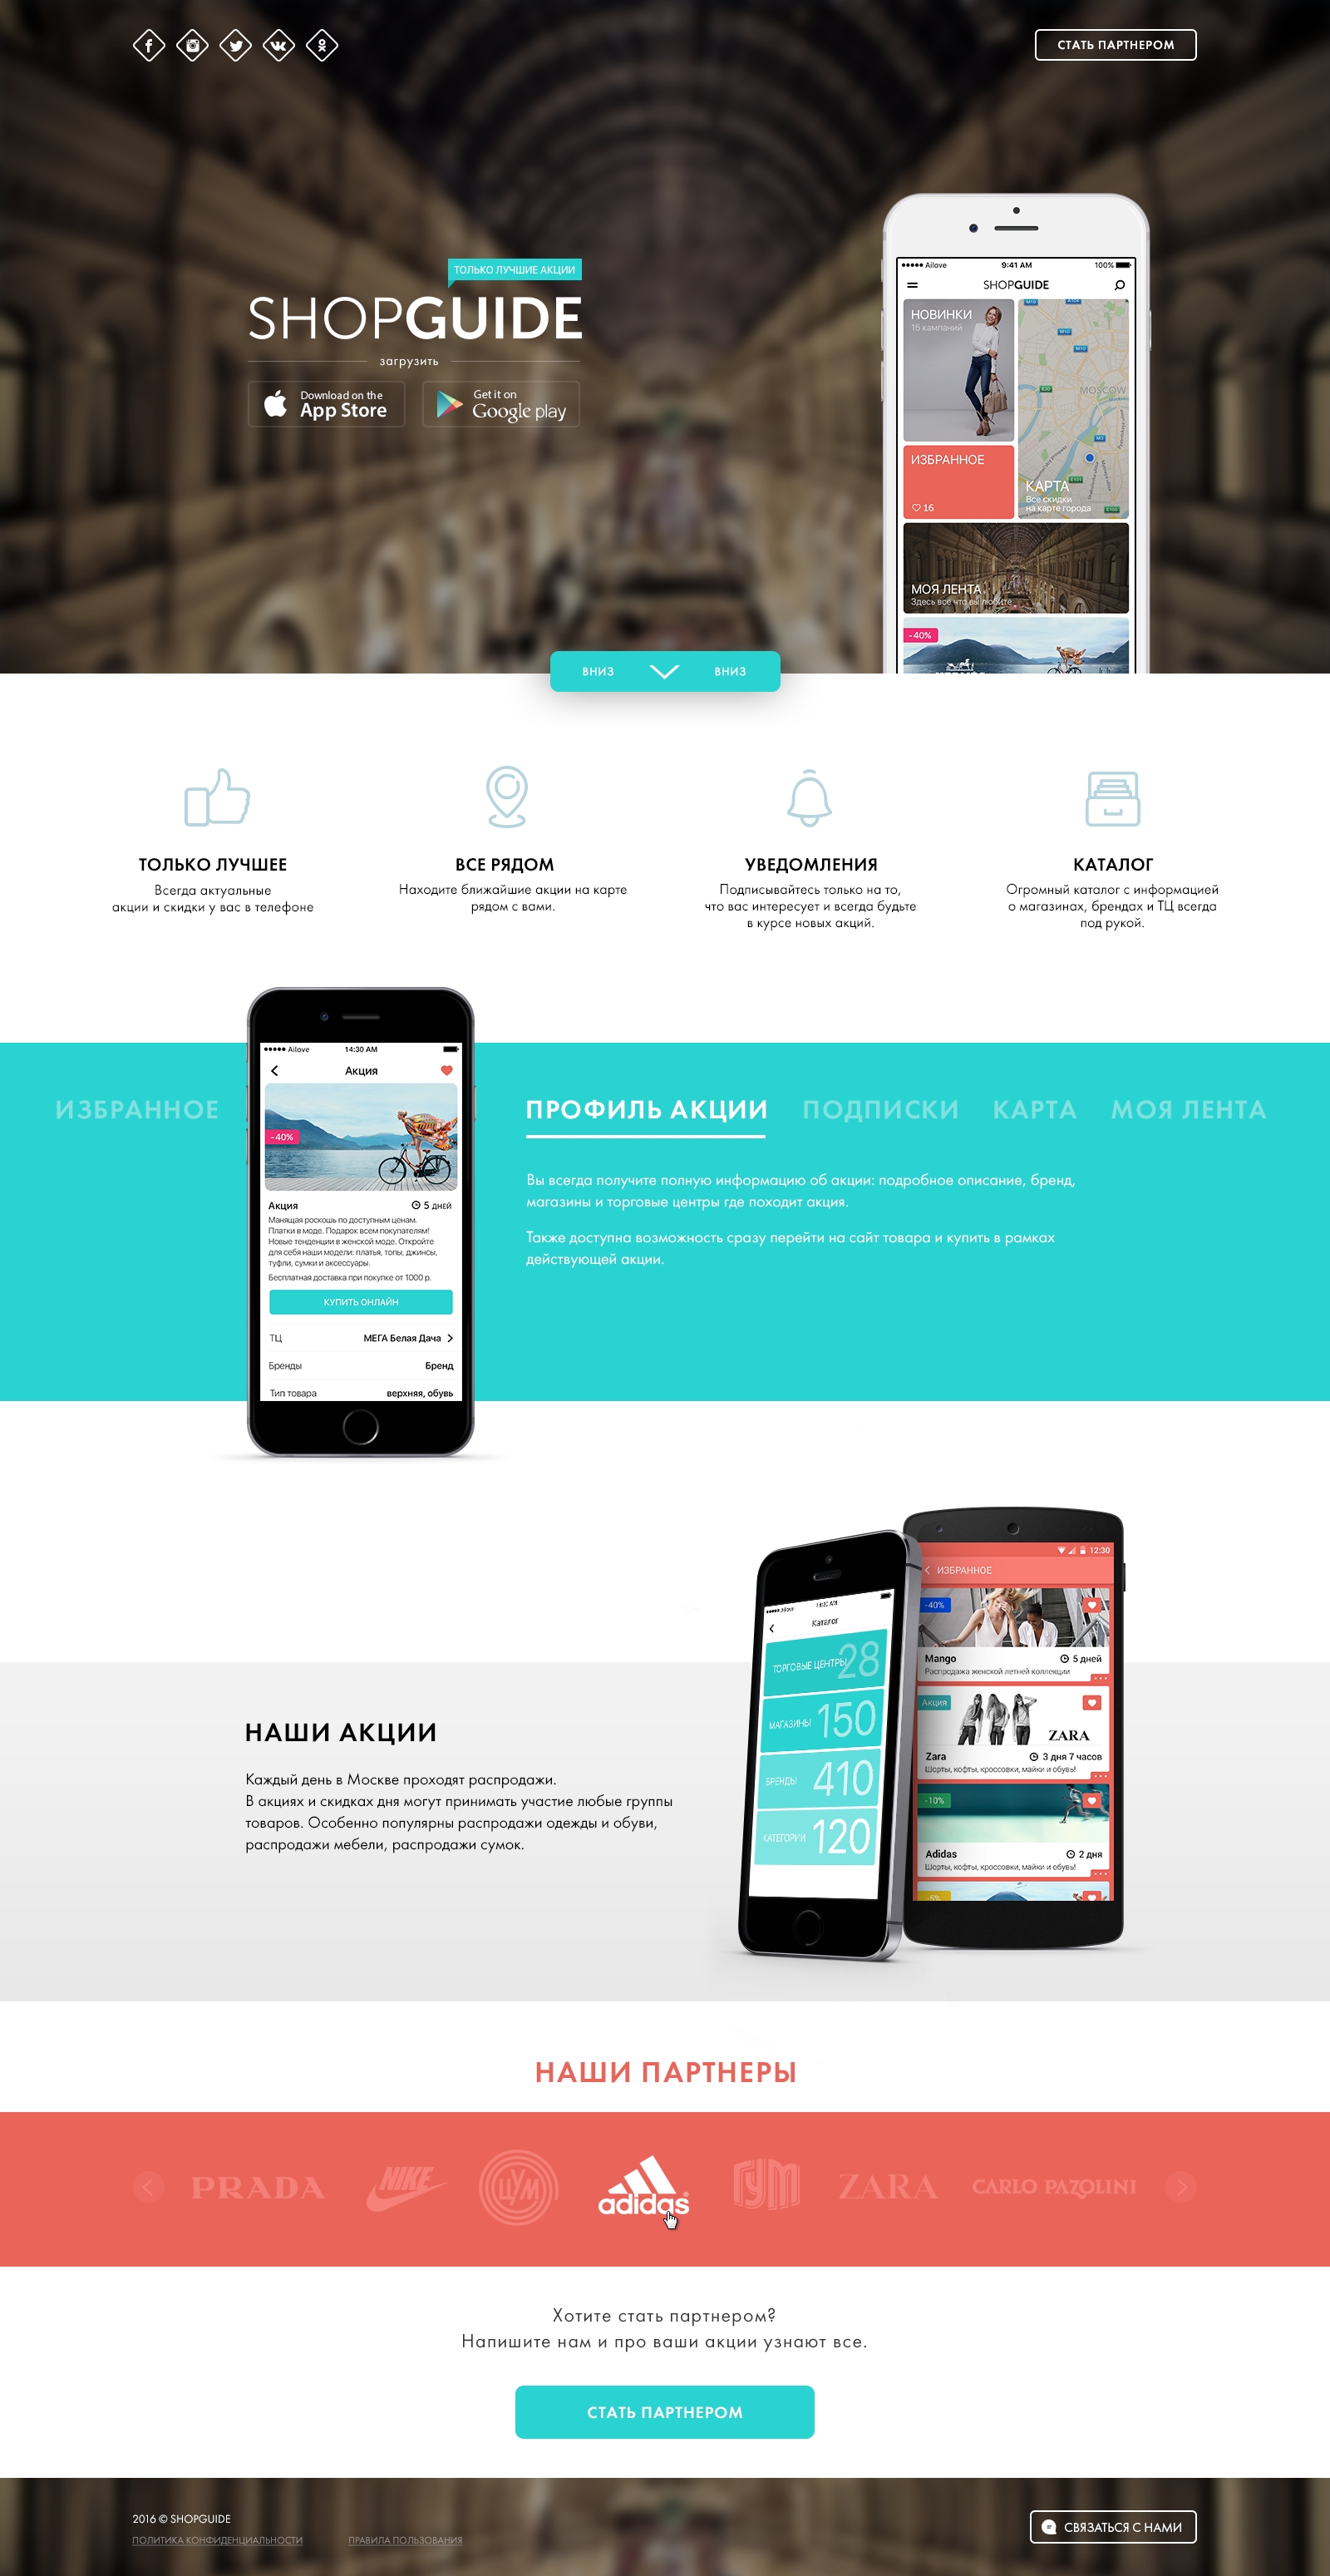 СТАТЬ ПАРТНЕРОМ
ТОЛЬКО ЛУЧШИЕ АКЦИИ
SHOPGUIDE
загрузить
Download on the
App Store
Get it on
Google play
Ailove 9:41 AM 100%
SHOPGUIDE
НОВИНКИ
15 кампаний
MOSCOW
ИЗБРАННОЕ
16
КАРТА
Все скидки
на карте города
МОЯ ЛЕНТА
Здесь все что вы любите
-40%
ВНИЗ ВНИЗ
ТОЛЬКО ЛУЧШЕЕ
Всегда актуальные
акции и скидки у вас в телефоне
ВСЕ РЯДОМ
Находите ближайшие акции на карте
рядом с вами.
УВЕДОМЛЕНИЯ
Подписывайтесь только на то,
что вас интересует и всегда будьте
в курсе новых акций.
КАТАЛОГ
Огромный каталог с информацией
о магазинах, брендах и ТЦ всегда
под рукой.
Ailove 14:30 AM
Акция
-40%
Акция 5 ДНЕЙ
Манящая роскошь по доступным ценам.
Платки в моде. Подарок всем покупателям!
Новые тенденции в женской моде. Откройте
для себя наши модели: платья, топы, джинсы,
туфли, сумки и аксессуары.
Бесплатная доставка при покупке от 1000 р.
КУПИТЬ ОНЛАЙН
ТЦ МЕГА Белая Дача
Бренды Бренд
Тип товара верхняя, обувь
ИЗБРАННОЕ ПРОФИЛЬ АКЦИИ ПОДПИСКИ КАРТА МОЯ ЛЕНТА
Вы всегда получите полную информацию об акции: подробное описание, бренд,
магазины и торговые центры где походит акция.
Также доступна возможность сразу перейти на сайт товара и купить в рамках
действующей акции.
НАШИ АКЦИИ
Каждый день в Москве проходят распродажи.
В акциях и скидках дня могут принимать участие любые группы
товаров. Особенно популярны распродажи одежды и обуви,
распродажи мебели, распродажи сумок.
Каталог
ТОРГОВЫЕ ЦЕНТРЫ 28
МАГАЗИНЫ 150
БРЕНДЫ 410
КАТЕГОРИИ 120
12:30
ИЗБРАННОЕ
-40%
Mango 5 дней
Распродажа женской летней коллекции
Акция
ZARA
Zara 3 дня 7 часов
Шорты, кофты, кроссовки, майки и обувь!
-10%
Adidas 2 дня
Шорты, кофты, кроссовки, майки и обувь!
-5%
НАШИ ПАРТНЕРЫ
PRADA NIKE ЦУМ adidas ГУМ ZARA CARLO PAZOLINI
Хотите стать партнером?
Напишите нам и про ваши акции узнают все.
СТАТЬ ПАРТНЕРОМ
2016 © SHOPGUIDE
ПОЛИТИКА КОНФИДЕНЦИАЛЬНОСТИ ПРАВИЛА ПОЛЬЗОВАНИЯ
СВЯЗАТЬСЯ С НАМИ